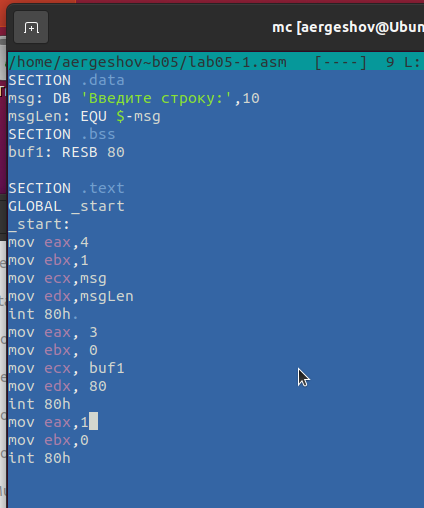 mc [aergeshov@Ubun
/home/aergeshov~b05/lab05-1.asm   [----]  9 L:
SECTION .data
msg: DB 'Введите строку:',10
msgLen: EQU $-msg
SECTION .bss
buf1: RESB 80
SECTION .text
GLOBAL _start
_start:
mov eax,4
mov ebx,1
mov ecx,msg
mov edx,msgLen
int 80h.
mov eax, 3
mov ebx, 0
mov ecx, buf1
mov edx, 80
int 80h
mov eax,1
mov ebx,0
int 80h